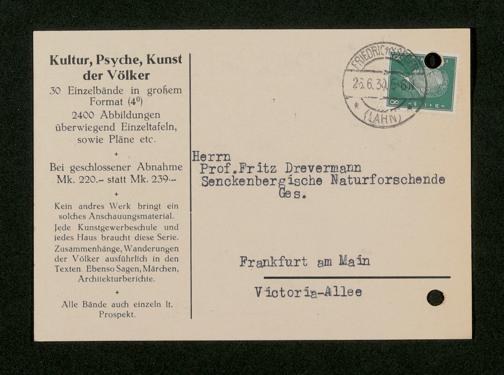 Kultur, Psyche, Kunst
der Völker
30 Einzelbände in großem
Format (4⁰)
2400 Abbildungen
überwiegend Einzeltafeln,
sowie Pläne etc.
Bei geschlossener Abnahme
Mk. 220.- statt Mk. 239.-
Kein andres Werk bringt ein
solches Anschauungsmaterial.
Jede Kunstgewerbeschule und
jedes Haus braucht diese Serie.
Zusammenhänge, Wanderungen
der Völker ausführlich in den
Texten. Ebenso Sagen, Märchen,
Architekturberichte.
Alle Bände auch einzeln lt.
Prospekt.
(LAHN)
Herrn
Prof.Fritz Drevermann
Senckenbergische Naturforschende
Ges.
Frankfurt am Main
Victoria-Allee